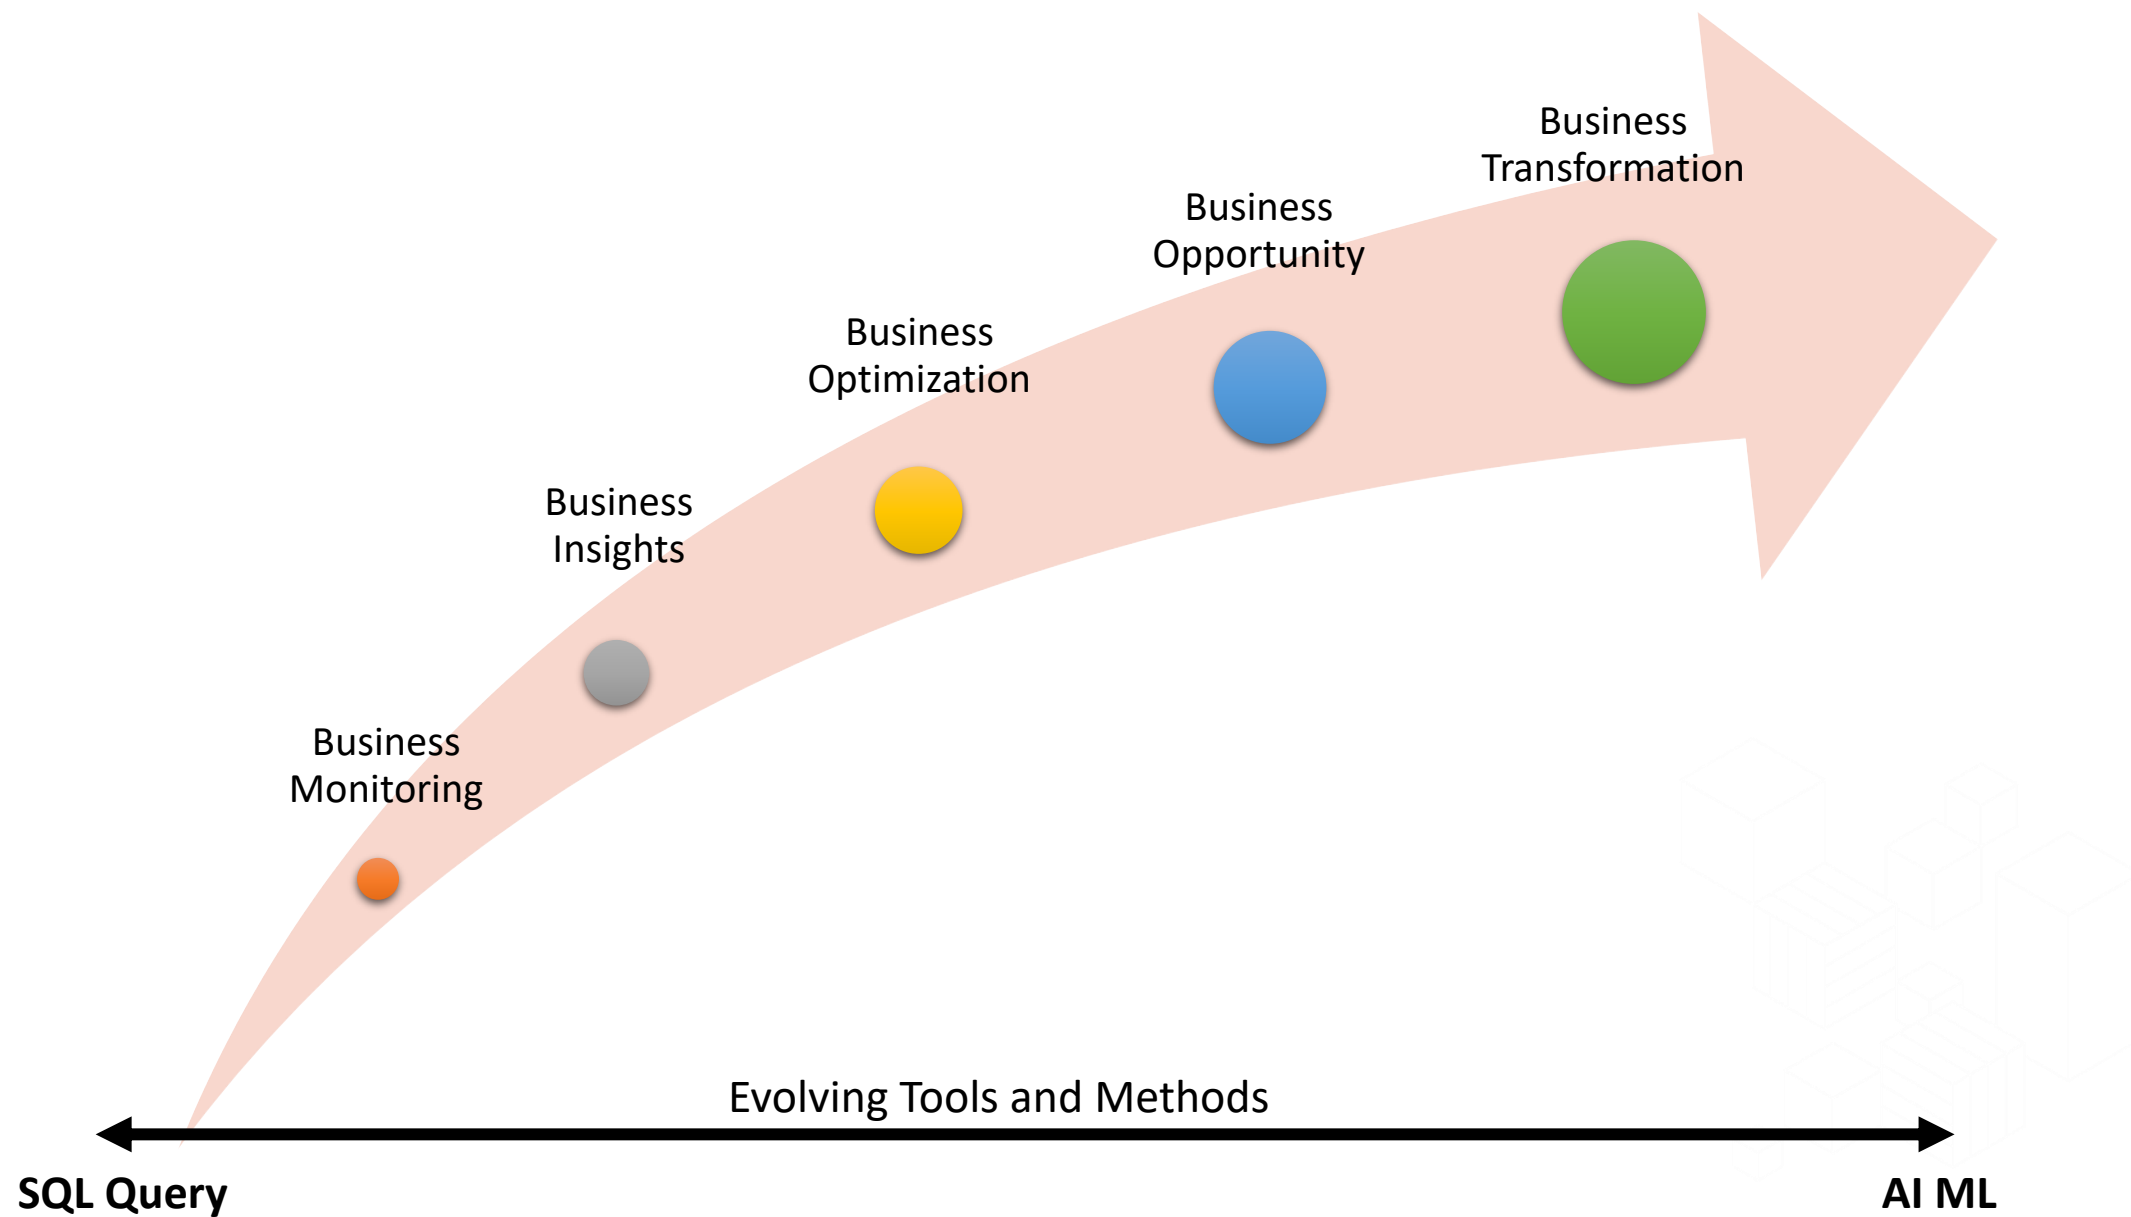 Business
Transformation
Business
Opportunity
Business
Optimization
Business
Insights
Business
Monitoring
Evolving Tools and Methods
SQL Query
AI ML